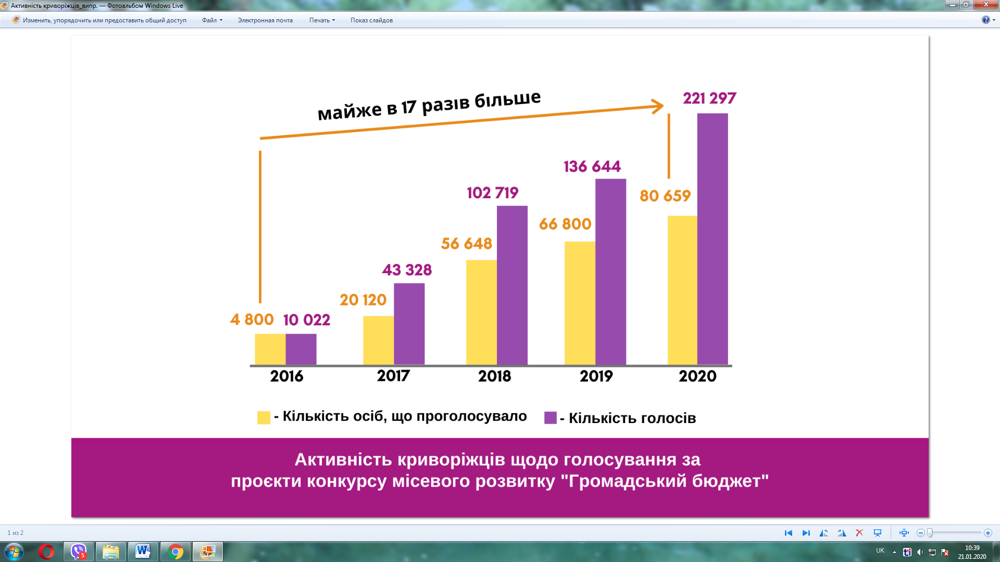 Активність криворіжців_випр. — Фотоальбом Windows Live
Изменить, упорядочить или предоставить общий доступ
Файл
Электронная почта
Печать
Показ слайдов
майже в 17 разів більше
221 297
136 644
102 719
80 659
66 800
56 648
43 328
20 120
4 800
10 022
2016
2017
2018
2019
2020
- Кількість осіб, що проголосувало
- Кількість голосів
Активність криворіжців щодо голосування за
проєкти конкурсу місевого розвитку "Громадський бюджет"
1 из 2
5
UK
10:39
21.01.2020